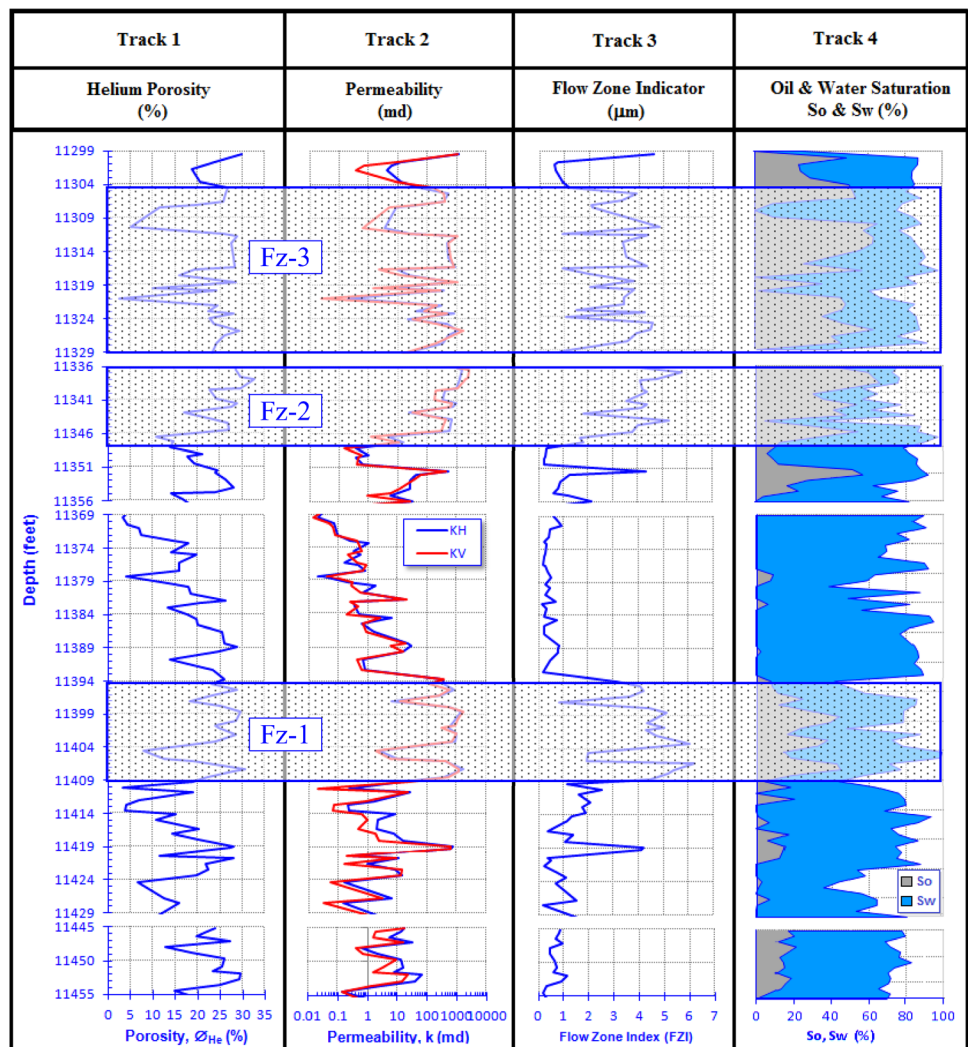 Track 1
Track 2
Track 3
Track 4
Helium Porosity
(%)
Permeability
(md)
Flow Zone Indicator
(µm)
Oil & Water Saturation
So & Sw (%)
Depth (feet)
11299
11304
11309
11314
11319
11324
11329
Fz-3
11336
11341
11346
Fz-2
11351
11356
11369
11374
11379
11384
11389
11394
KH
KV
11399
11404
11409
Fz-1
11414
11419
11424
11429
So
Sw
11445
11450
11455
0 5 10 15 20 25 30 35
0.01 0.1 1 10 100 1000 10000
0 1 2 3 4 5 6 7
0 20 40 60 80 100
Porosity, ∅He (%)
Permeability, k (md)
Flow Zone Index (FZI)
So, Sw (%)